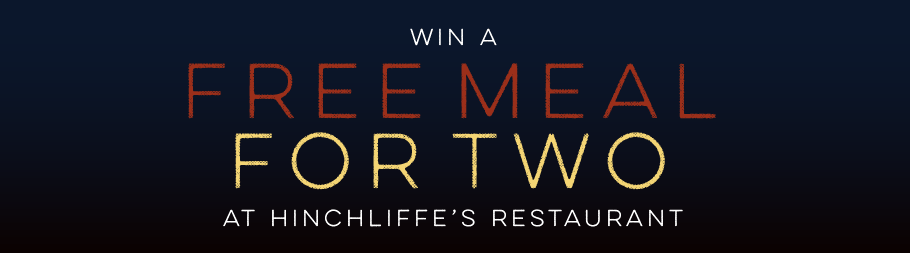 WIN A
FREE MEAL
FOR TWO
AT HINCHLIFFE'S RESTAURANT